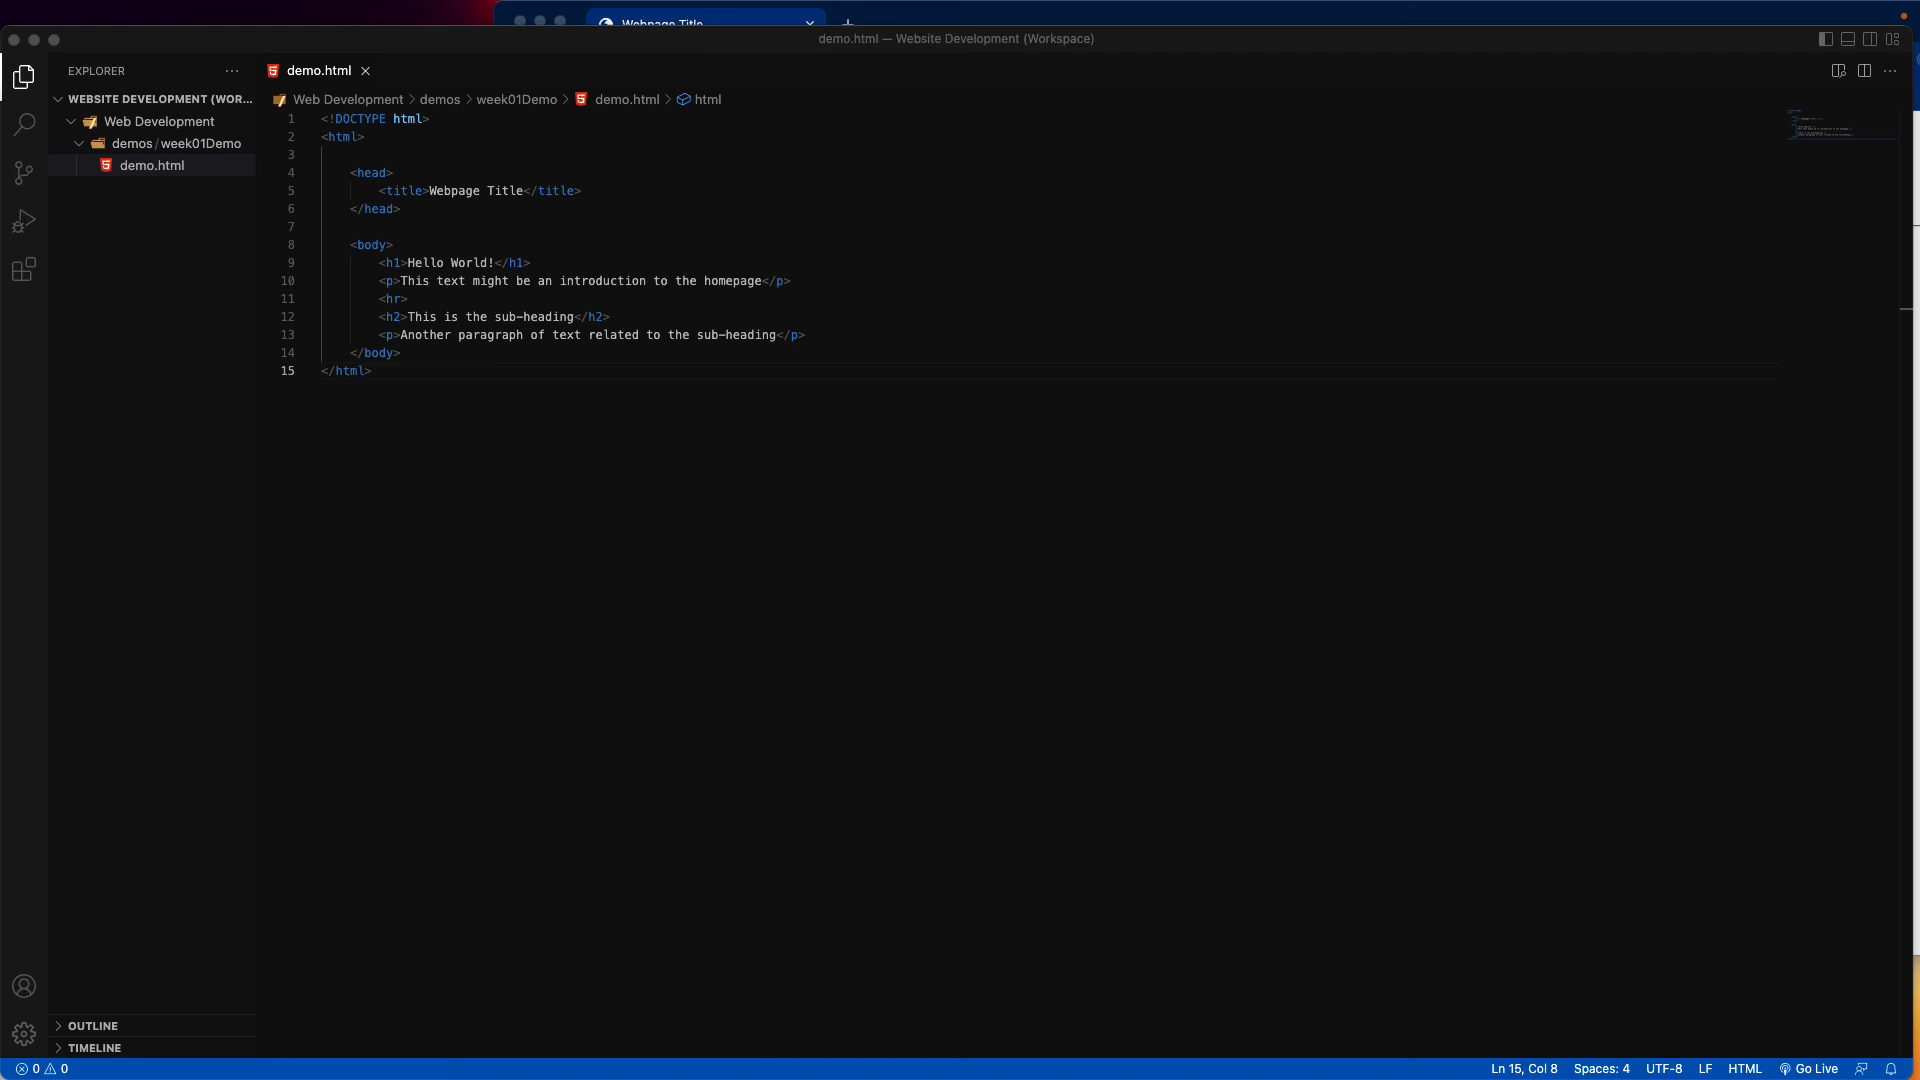 Webpage Title
demo.html — Website Development (Workspace)
EXPLORER
demo.html
WEBSITE DEVELOPMENT (WOR...
Web Development > demos > week01Demo > demo.html > html
Web Development
demos / week01Demo
demo.html
1 <!DOCTYPE html>
2 <html>
3
4 <head>
5 <title>Webpage Title</title>
6 </head>
7
8 <body>
9 <h1>Hello World!</h1>
10 <p>This text might be an introduction to the homepage</p>
11 <hr>
12 <h2>This is the sub-heading</h2>
13 <p>Another paragraph of text related to the sub-heading</p>
14 </body>
15 </html>
OUTLINE
TIMELINE
0 0 Ln 15, Col 8 Spaces: 4 UTF-8 LF HTML Go Live